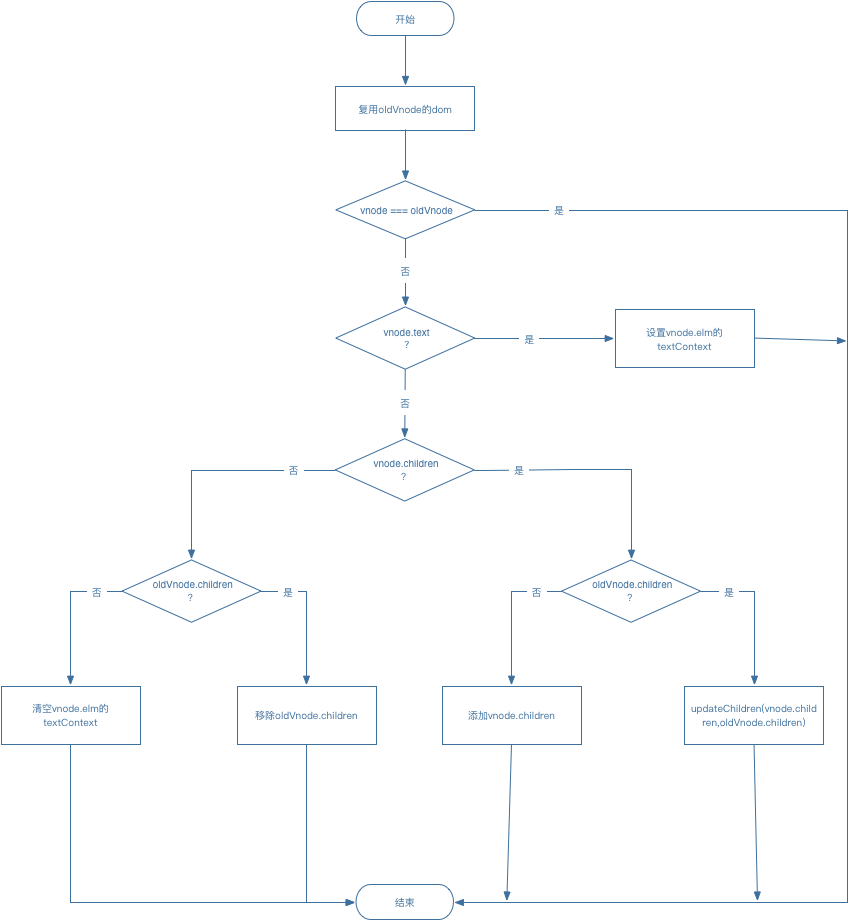 开始
复用oldVnode的dom
vnode === oldVnode
是
否
vnode.text
?
是
设置vnode.elm的
textContext
否
vnode.children
?
否
是
oldVnode.children
?
否
是
oldVnode.children
?
否
是
清空vnode.elm的
textContext
移除oldVnode.children
添加vnode.children
updateChildren(vnode.child
ren,oldVnode.children)
结束